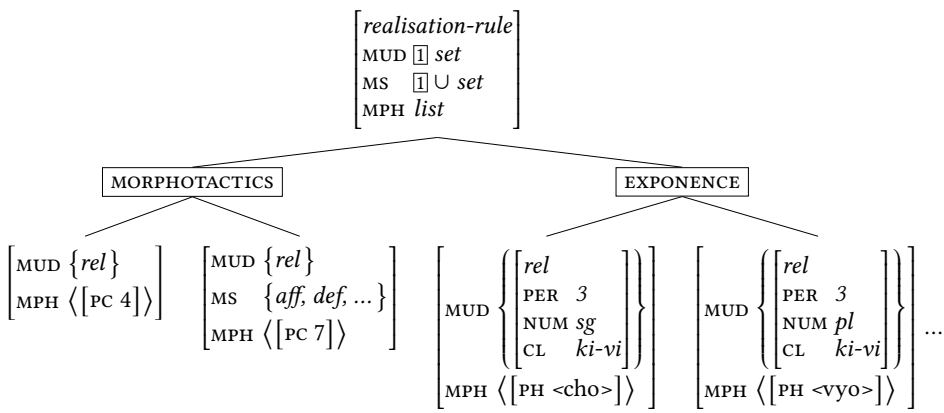 realisation-rule
MUD 1 set
MS 1 ∪ set
MPH list
MORPHOTACTICS
EXPONENCE
MUD {rel}
MPH ⟨[PC 4]⟩
MUD {rel}
MS {aff, def, ...}
MPH ⟨[PC 7]⟩
MUD {[rel
PER 3
NUM sg
CL ki-vi]}
MPH ⟨[PH <cho>]⟩
MUD {[rel
PER 3
NUM pl
CL ki-vi]}
MPH ⟨[PH <vyo>]⟩
...